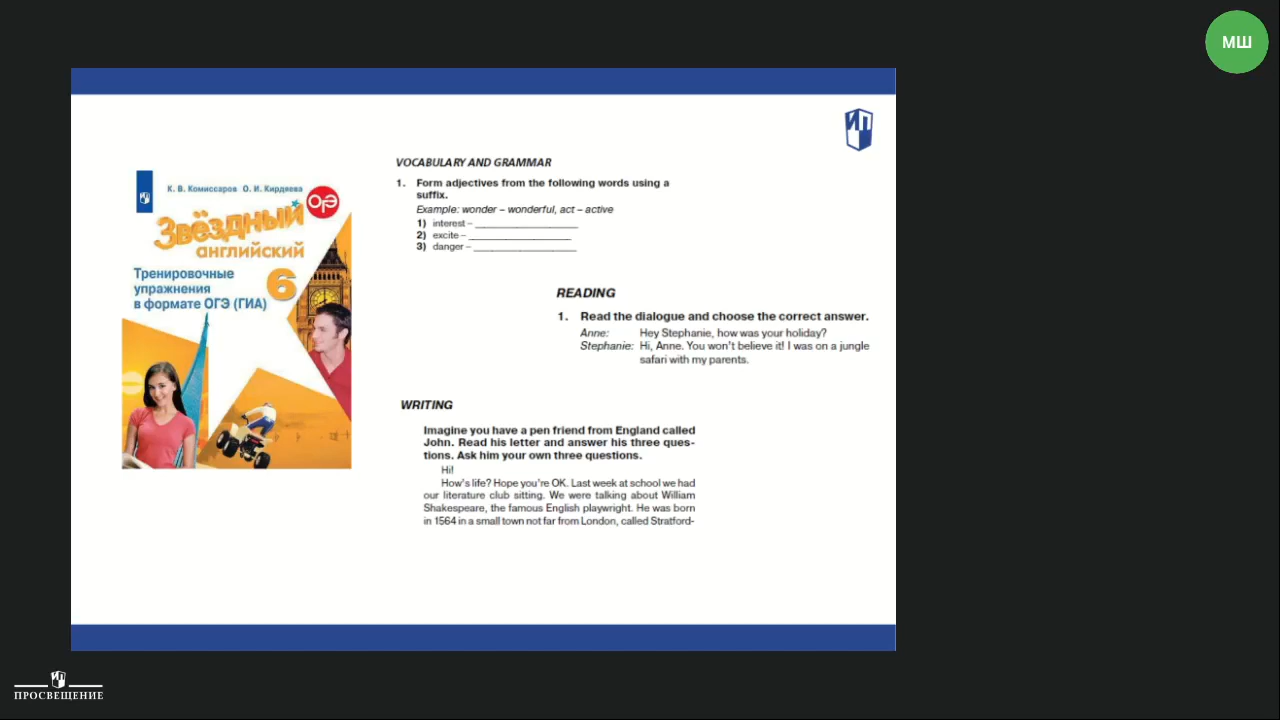 МШ
ИП
К. В. Комиссаров О. И. Кирдяева
ОГЭ
Звёздный
английский
Тренировочные
упражнения
в формате ОГЭ (ГИА)
6
VOCABULARY AND GRAMMAR
1. Form adjectives from the following words using a
suffix.
Example: wonder – wonderful, act – active
1) interest – ____________________
2) excite – ____________________
3) danger – ____________________
READING
1. Read the dialogue and choose the correct answer.
Anne: Hey Stephanie, how was your holiday?
Stephanie: Hi, Anne. You won't believe it! I was on a jungle
safari with my parents.
WRITING
Imagine you have a pen friend from England called
John. Read his letter and answer his three ques-
tions. Ask him your own three questions.
Hi!
How's life? Hope you're OK. Last week at school we had
our literature club sitting. We were talking about William
Shakespeare, the famous English playwright. He was born
in 1564 in a small town not far from London, called Stratford-
ПРОСВЕЩЕНИЕ